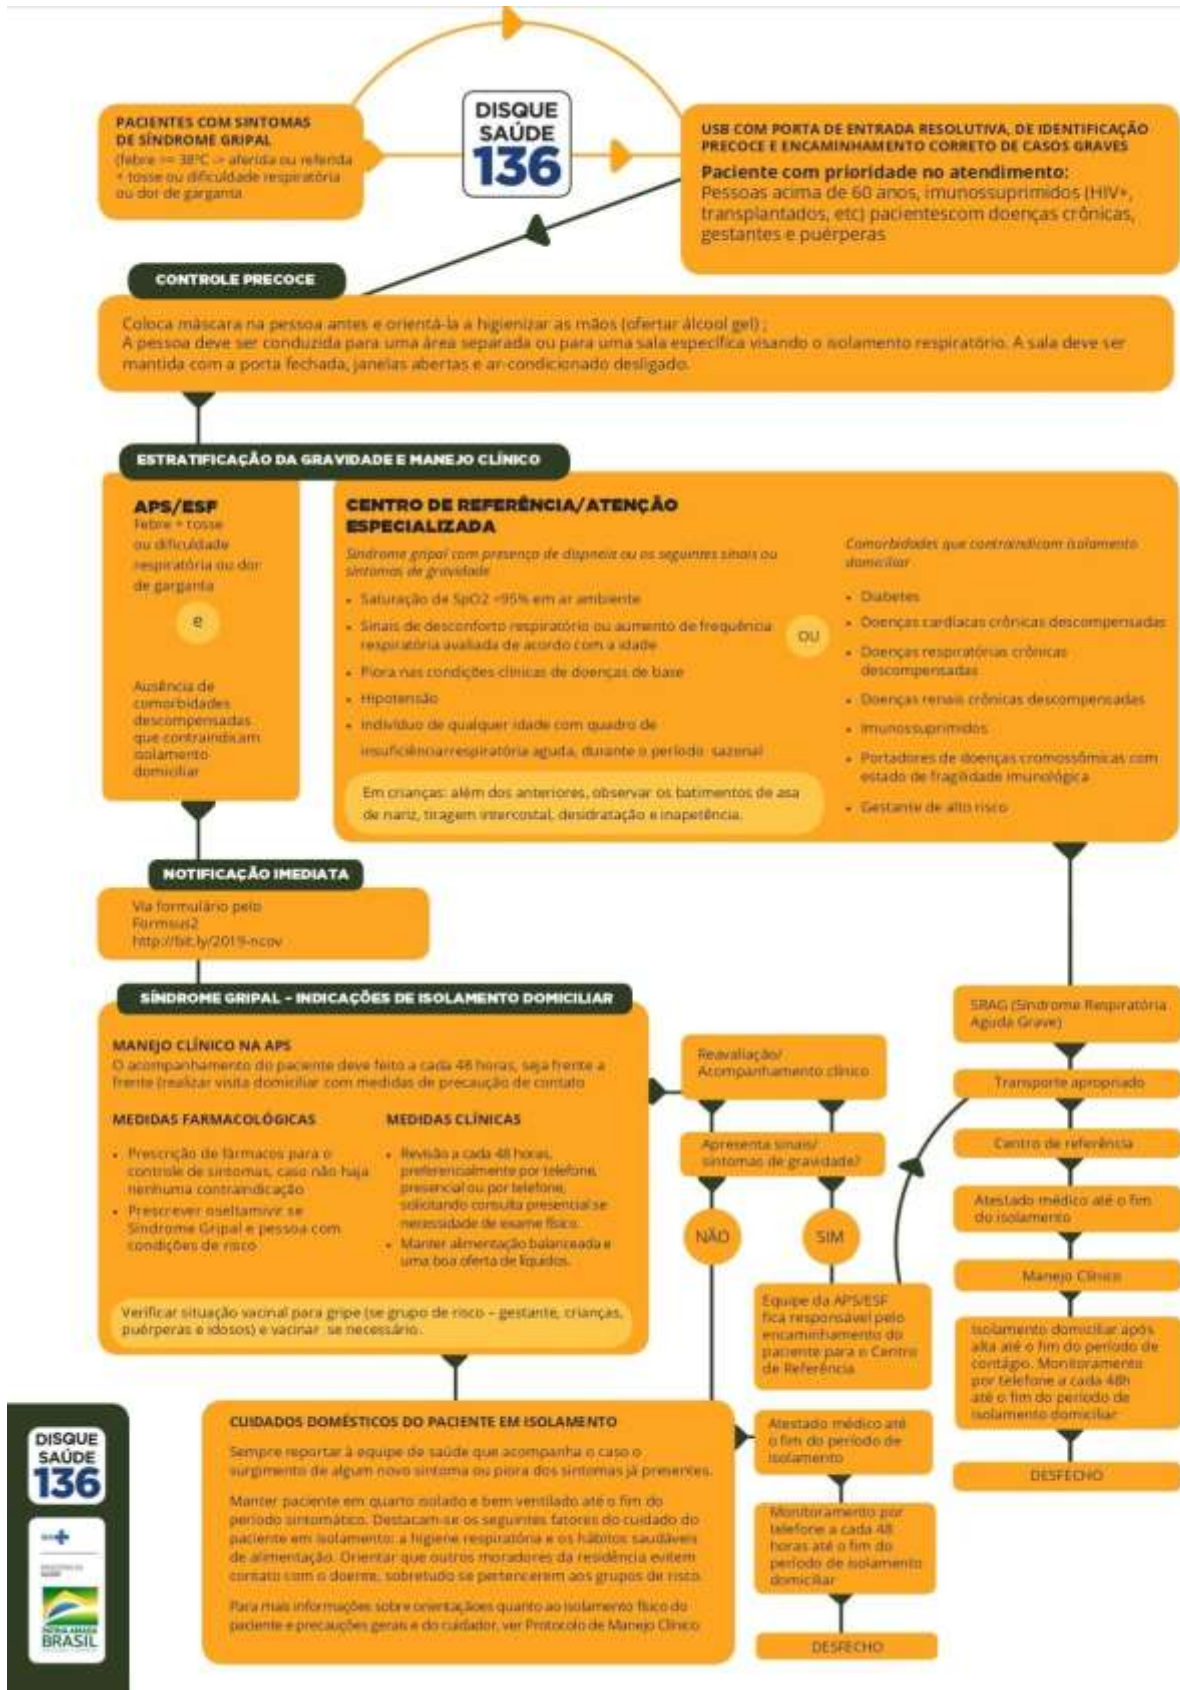 PACIENTES COM SINTOMAS
DE SÍNDROME GRIPAL
(febre >= 38ºC -> aferida ou referida
+ tosse ou dificuldade respiratória
ou dor de garganta
DISQUE
SAÚDE
136
USB COM PORTA DE ENTRADA RESOLUTIVA, DE IDENTIFICAÇÃO
PRECOCE E ENCAMINHAMENTO CORRETO DE CASOS GRAVES
Paciente com prioridade no atendimento:
Pessoas acima de 60 anos, imunossuprimidos (HIV+,
transplantados, etc) pacientescom doenças crônicas,
gestantes e puérperas
CONTROLE PRECOCE
Coloca máscara na pessoa antes e orientá-la a higienizar as mãos (ofertar álcool gel) ;
A pessoa deve ser conduzida para uma área separada ou para uma sala específica visando o isolamento respiratório. A sala deve ser
mantida com a porta fechada, janelas abertas e ar-condicionado desligado.
ESTRATIFICAÇÃO DA GRAVIDADE E MANEJO CLÍNICO
APS/ESF
Febre + tosse
ou dificuldade
respiratória ou dor
de garganta
e
Ausência de
comorbidades
descompensadas
que contraindicam
isolamento
domiciliar
CENTRO DE REFERÊNCIA/ATENÇÃO
ESPECIALIZADA
Síndrome gripal com presença de dispneia ou os seguintes sinais ou
sintomas de gravidade
• Saturação de SpO2 <95% em ar ambiente
• Sinais de desconforto respiratório ou aumento de frequência
respiratória avaliada de acordo com a idade
• Piora nas condições clínicas de doenças de base
• Hipotensão
• Indivíduo de qualquer idade com quadro de
insuficiênciarrespiratória aguda, durante o período sazonal
Em crianças: além dos anteriores, observar os batimentos de asa
de nariz, tiragem intercostal, desidratação e inapetência.
OU
Comorbidades que contraindicam isolamento
domiciliar
• Diabetes
• Doenças cardíacas crônicas descompensadas
• Doenças respiratórias crônicas
descompensadas
• Doenças renais crônicas descompensadas
• Imunossuprimidos
• Portadores de doenças cromossômicas com
estado de fragilidade imunológica
• Gestante de alto risco
NOTIFICAÇÃO IMEDIATA
Via formulário pelo
Formsus2
http://bit.ly/2019-ncov
SÍNDROME GRIPAL – INDICAÇÕES DE ISOLAMENTO DOMICILIAR
MANEJO CLÍNICO NA APS
O acompanhamento do paciente deve feito a cada 48 horas, seja frente a
frente (realizar visita domiciliar com medidas de precaução de contato
MEDIDAS FARMACOLÓGICAS
• Prescrição de fármacos para o
controle de sintomas, caso não haja
nenhuma contraindicação
• Prescrever oseltamivir se
Síndrome Gripal e pessoa com
condições de risco
MEDIDAS CLÍNICAS
• Revisão a cada 48 horas,
preferencialmente por telefone,
presencial ou por telefone,
solicitando consulta presencial se
necessidade de exame físico.
• Manter alimentação balanceada e
uma boa oferta de líquidos.
Verificar situação vacinal para gripe (se grupo de risco – gestante, crianças,
puérperas e idosos) e vacinar se necessário.
Reavaliação/
Acompanhamento clínico
Apresenta sinais/
sintomas de gravidade?
NÃO
SIM
Equipe da APS/ESF
fica responsável pelo
encaminhamento do
paciente para o Centro
de Referência
SRAG (Síndrome Respiratória
Aguda Grave)
Transporte apropriado
Centro de referência
Atestado médico até o fim
do isolamento
Manejo Clínico
Isolamento domiciliar após
alta até o fim do período de
contágio. Monitoramento
por telefone a cada 48h
até o fim do período de
isolamento domiciliar
DESFECHO
CUIDADOS DOMÉSTICOS DO PACIENTE EM ISOLAMENTO
Sempre reportar à equipe de saúde que acompanha o caso o
surgimento de algum novo sintoma ou piora dos sintomas já presentes.
Manter paciente em quarto isolado e bem ventilado até o fim do
período sintomático. Destacam-se os seguintes fatores do cuidado do
paciente em isolamento: a higiene respiratória e os hábitos saudáveis
de alimentação. Orientar que outros moradores da residência evitem
contato com o doente, sobretudo se pertencerem aos grupos de risco.
Para mais informações sobre orientaçãoes quanto ao isolamento físico do
paciente e precauções gerais e do cuidador, ver Protocolo de Manejo Clínico
Atestado médico até
o fim do período de
isolamento
Monitoramento por
telefone a cada 48
horas até o fim do
período de isolamento
domiciliar
DESFECHO
DISQUE
SAÚDE
136
SUS
MINISTÉRIO DA
SAÚDE
PÁTRIA AMADA
BRASIL